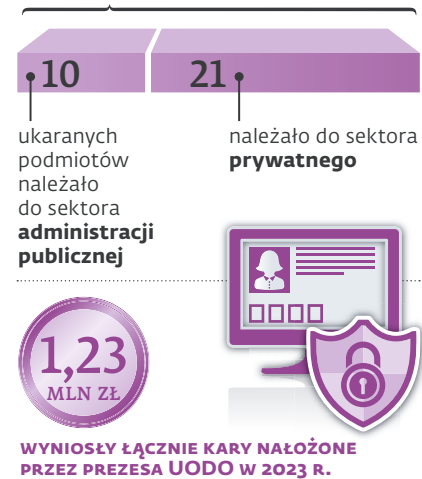 10
ukaranych
podmiotów
należało
do sektora
administracji
publicznej
21
należało do sektora
prywatnego
1,23
MLN ZŁ
WYNIOSŁY ŁĄCZNIE KARY NAŁOŻONE
PRZEZ PREZESA UODO W 2023 R.